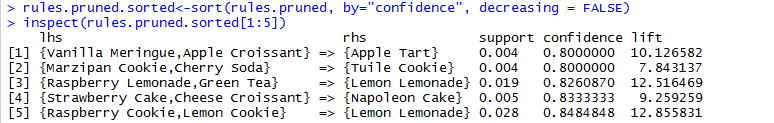 > rules.pruned.sorted<-sort(rules.pruned, by="confidence", decreasing = FALSE)
> inspect(rules.pruned.sorted[1:5])
    lhs                                   rhs               support confidence lift
[1] {Vanilla Meringue,Apple Croissant} => {Apple Tart}      0.004   0.8000000  10.126582
[2] {Marzipan Cookie,Cherry Soda}      => {Tuile Cookie}    0.004   0.8000000   7.843137
[3] {Raspberry Lemonade,Green Tea}     => {Lemon Lemonade}  0.019   0.8260870  12.516469
[4] {Strawberry Cake,Cheese Croissant} => {Napoleon Cake}   0.005   0.8333333   9.259259
[5] {Raspberry Cookie,Lemon Cookie}    => {Lemon Lemonade}  0.028   0.8484848  12.855831